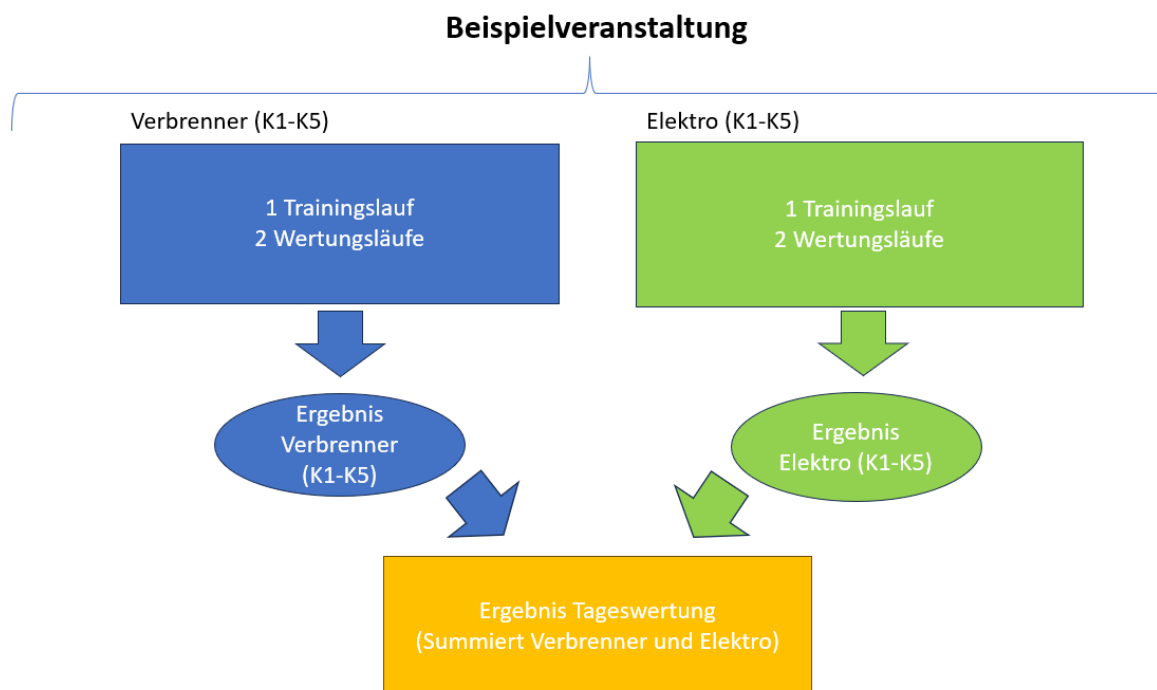 Beispielveranstaltung
Verbrenner (K1-K5)
1 Trainingslauf
2 Wertungsläufe
Elektro (K1-K5)
1 Trainingslauf
2 Wertungsläufe
Ergebnis
Verbrenner
(K1-K5)
Ergebnis
Elektro (K1-K5)
Ergebnis Tageswertung
(Summiert Verbrenner und Elektro)